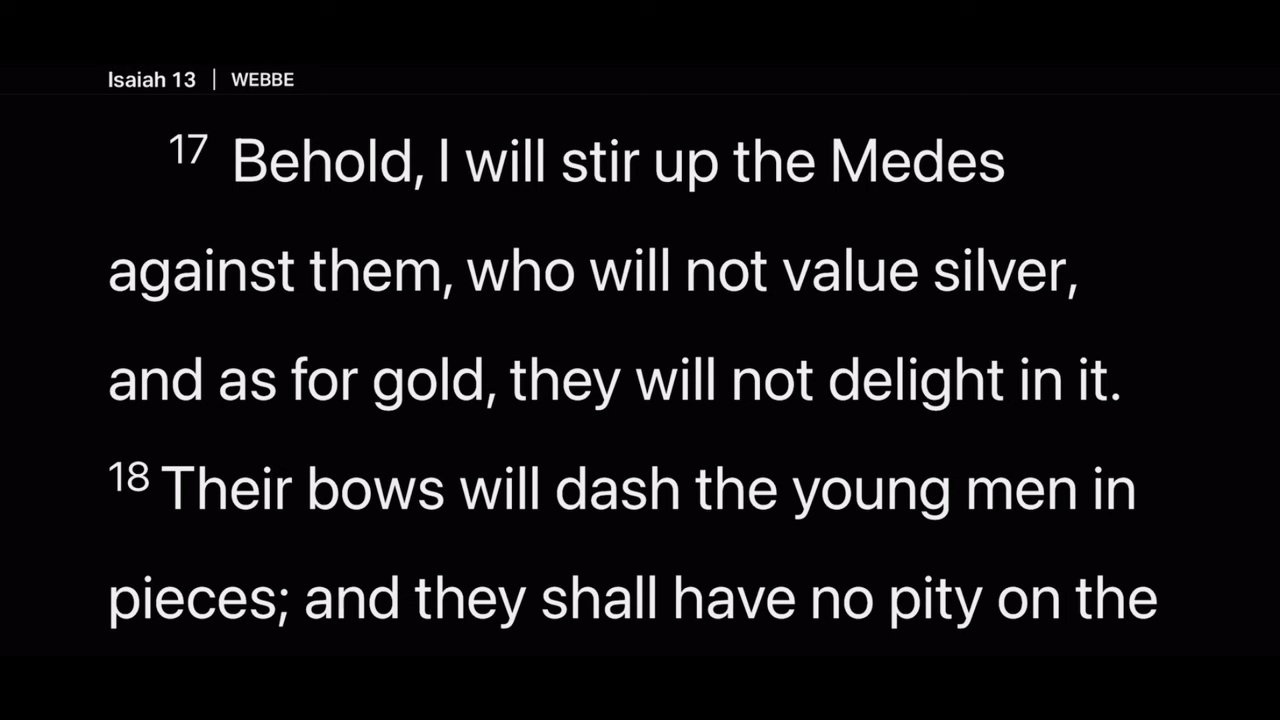 Isaiah 13 | WEBBE
17 Behold, I will stir up the Medes
against them, who will not value silver,
and as for gold, they will not delight in it.
18 Their bows will dash the young men in
pieces; and they shall have no pity on the